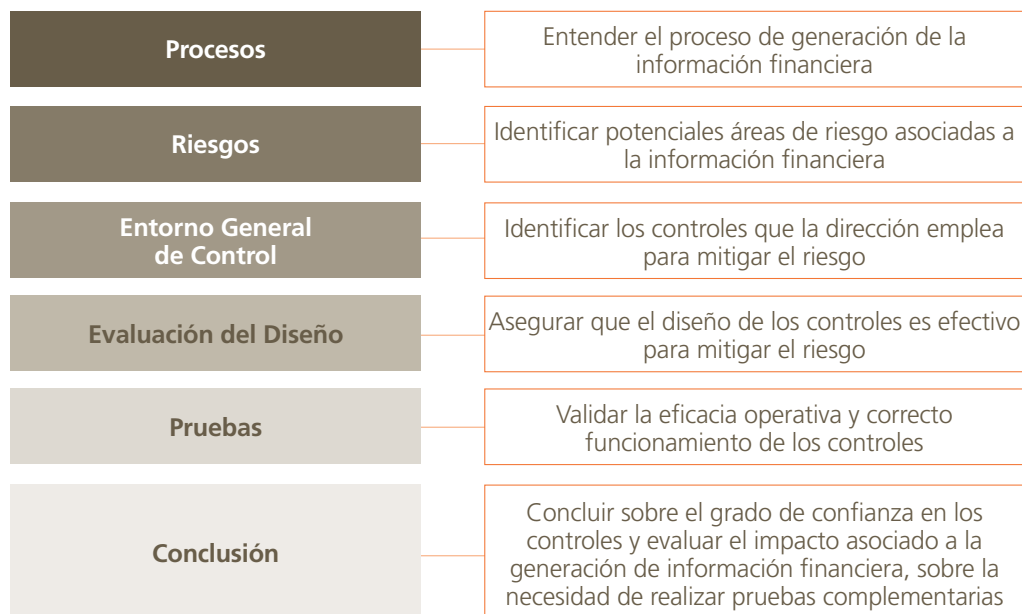 Procesos
Entender el proceso de generación de la
información financiera
Riesgos
Identificar potenciales áreas de riesgo asociadas a
la información financiera
Entorno General
de Control
Identificar los controles que la dirección emplea
para mitigar el riesgo
Evaluación del Diseño
Asegurar que el diseño de los controles es efectivo
para mitigar el riesgo
Pruebas
Validar la eficacia operativa y correcto
funcionamiento de los controles
Conclusión
Concluir sobre el grado de confianza en los
controles y evaluar el impacto asociado a la
generación de información financiera, sobre la
necesidad de realizar pruebas complementarias